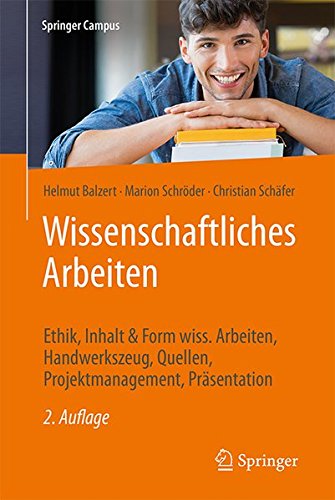 Springer Campus
Helmut Balzert · Marion Schröder · Christian Schäfer
Wissenschaftliches
Arbeiten
Ethik, Inhalt & Form wiss. Arbeiten,
Handwerkszeug, Quellen,
Projektmanagement, Präsentation
2. Auflage
Springer